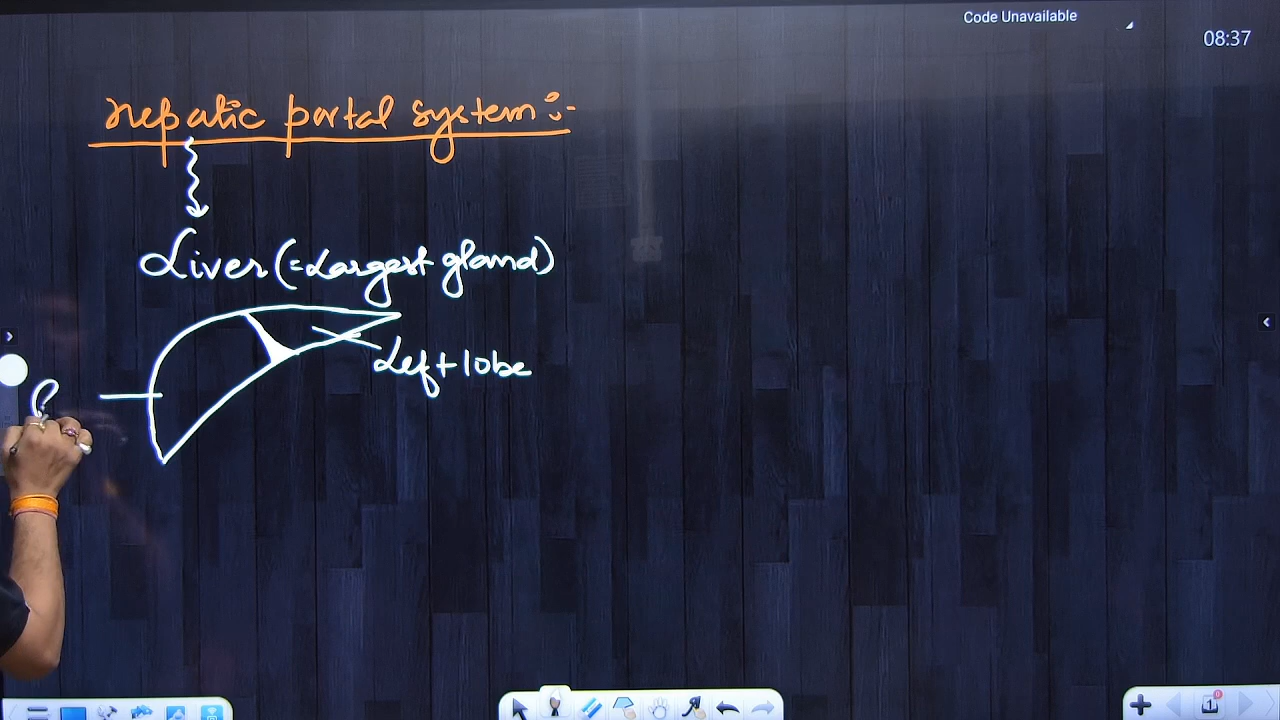 Code Unavailable
08:37
Hepatic portal system :-
Liver (= Largest gland)
Left lobe
R